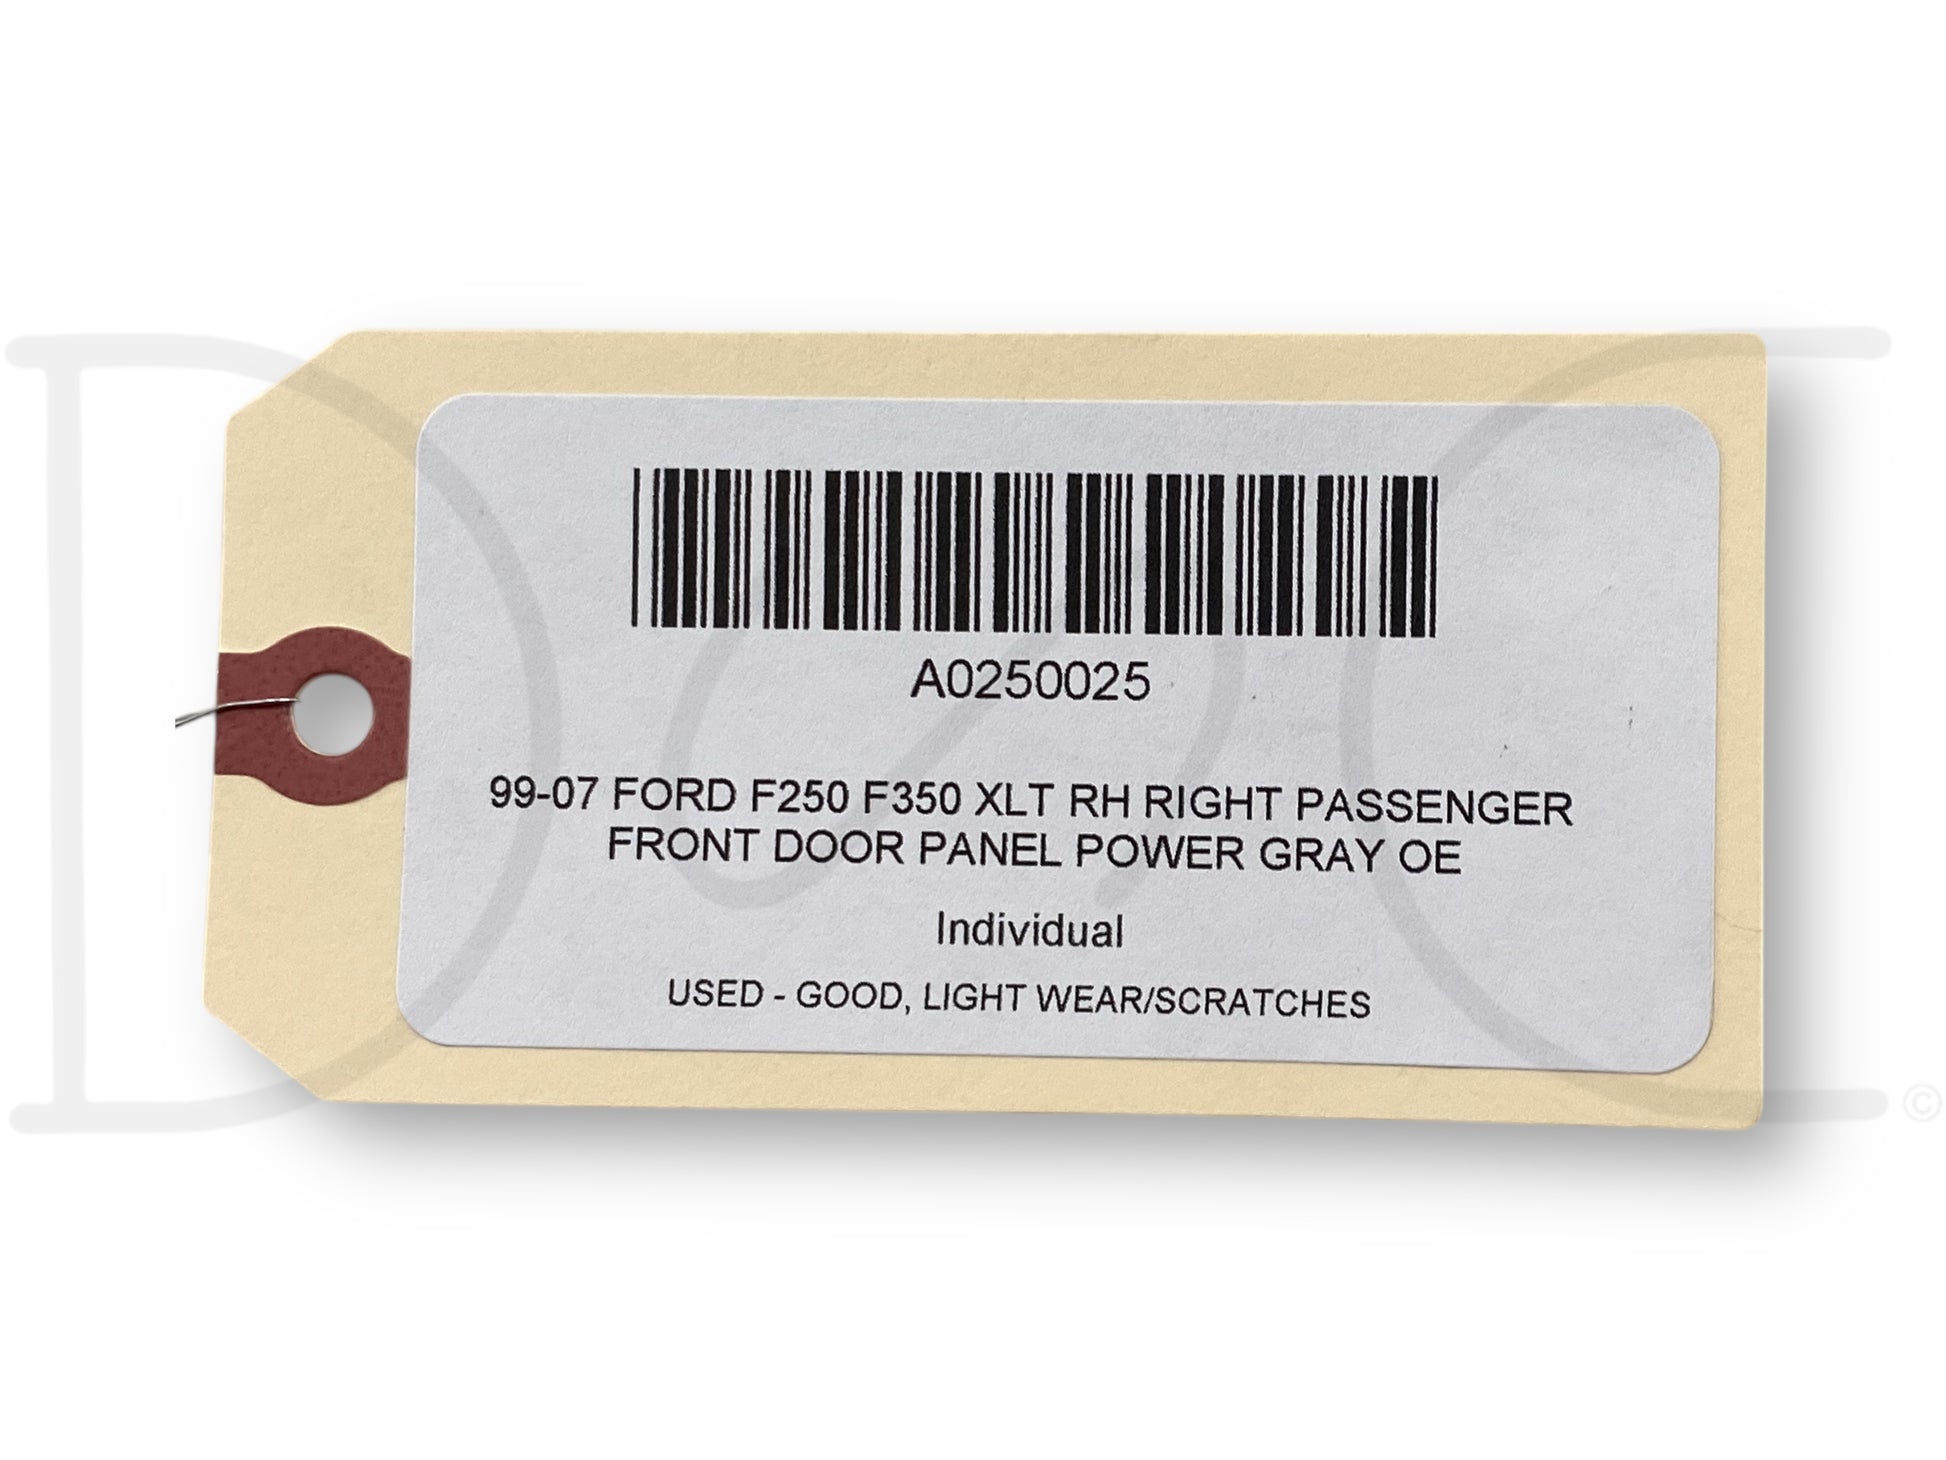 A0250025
99-07 FORD F250 F350 XLT RH RIGHT PASSENGER
FRONT DOOR PANEL POWER GRAY OE
Individual
USED - GOOD, LIGHT WEAR/SCRATCHES
©